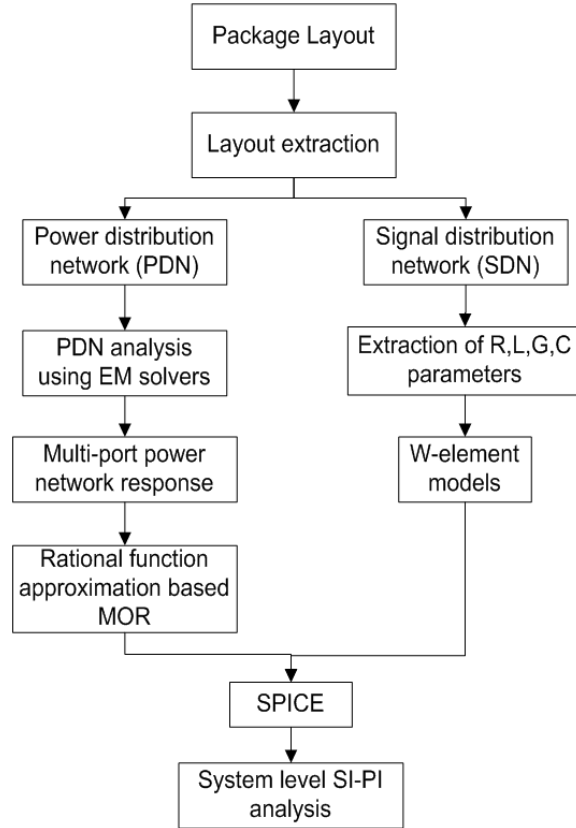 Package Layout
Layout extraction
Power distribution
network (PDN)
Signal distribution
network (SDN)
PDN analysis
using EM solvers
Extraction of R,L,G,C
parameters
Multi-port power
network response
W-element
models
Rational function
approximation based
MOR
SPICE
System level SI-PI
analysis